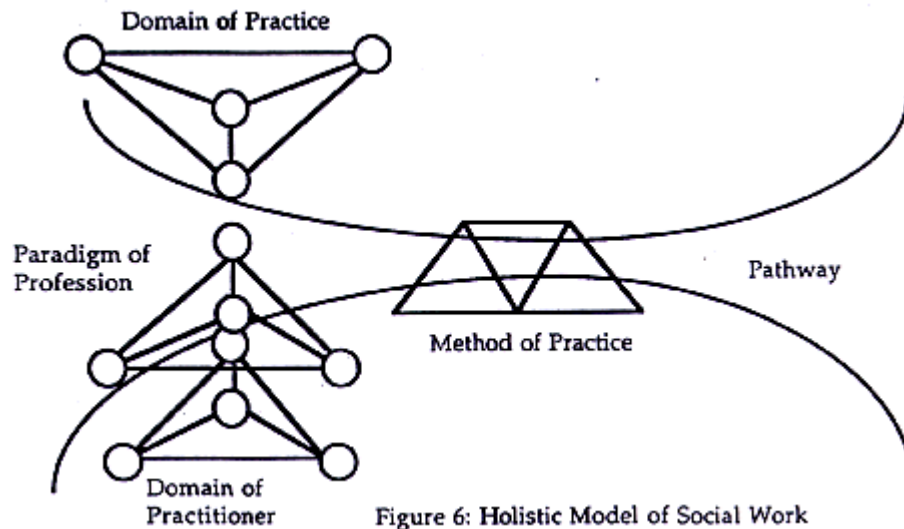 Domain of Practice
Paradigm of
Profession
Pathway
Method of Practice
Domain of
Practitioner
Figure 6: Holistic Model of Social Work